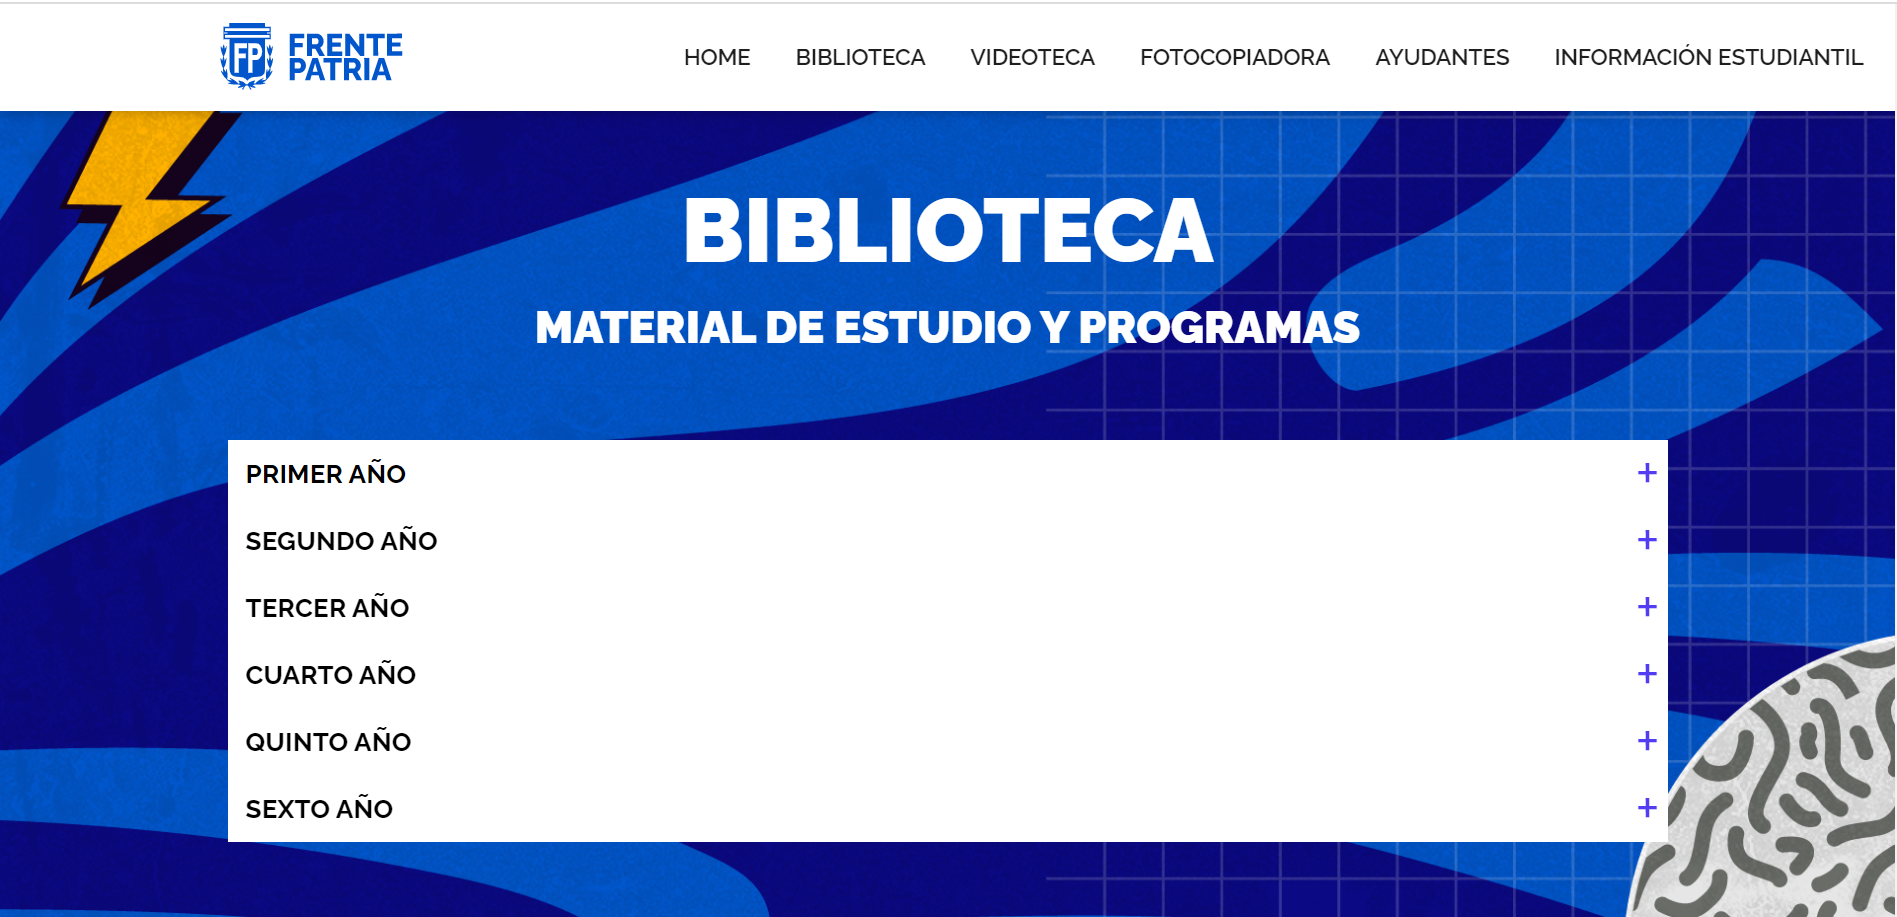 FP
FRENTE
PATRIA
HOME BIBLIOTECA VIDEOTECA FOTOCOPIADORA AYUDANTES INFORMACIÓN ESTUDIANTIL
BIBLIOTECA
MATERIAL DE ESTUDIO Y PROGRAMAS
PRIMER AÑO +
SEGUNDO AÑO +
TERCER AÑO +
CUARTO AÑO +
QUINTO AÑO +
SEXTO AÑO +